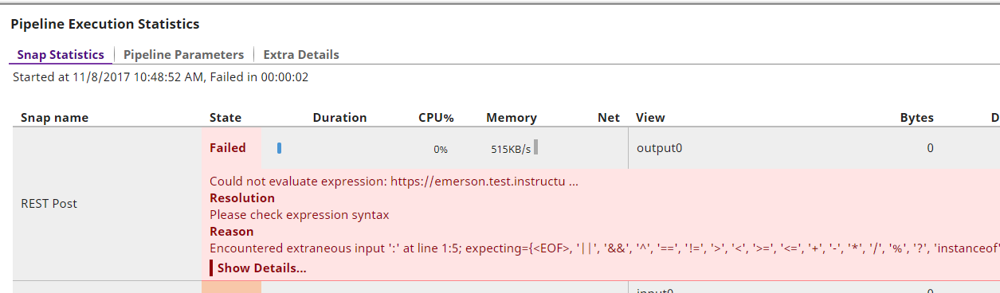 Pipeline Execution Statistics
Snap Statistics Pipeline Parameters Extra Details
Started at 11/8/2017 10:48:52 AM, Failed in 00:00:02
Snap name State Duration CPU% Memory Net View Bytes D
Failed 0% 515KB/s output0 0
REST Post
Could not evaluate expression: https://emerson.test.instructu ...
Resolution
Please check expression syntax
Reason
Encountered extraneous input ':' at line 1:5; expecting={<EOF>, '||', '&&', '^', '==', '!=', '>', '<', '>=', '<=', '+', '-', '*', '/', '%', '?', 'instanceof'
Show Details...
input0 0